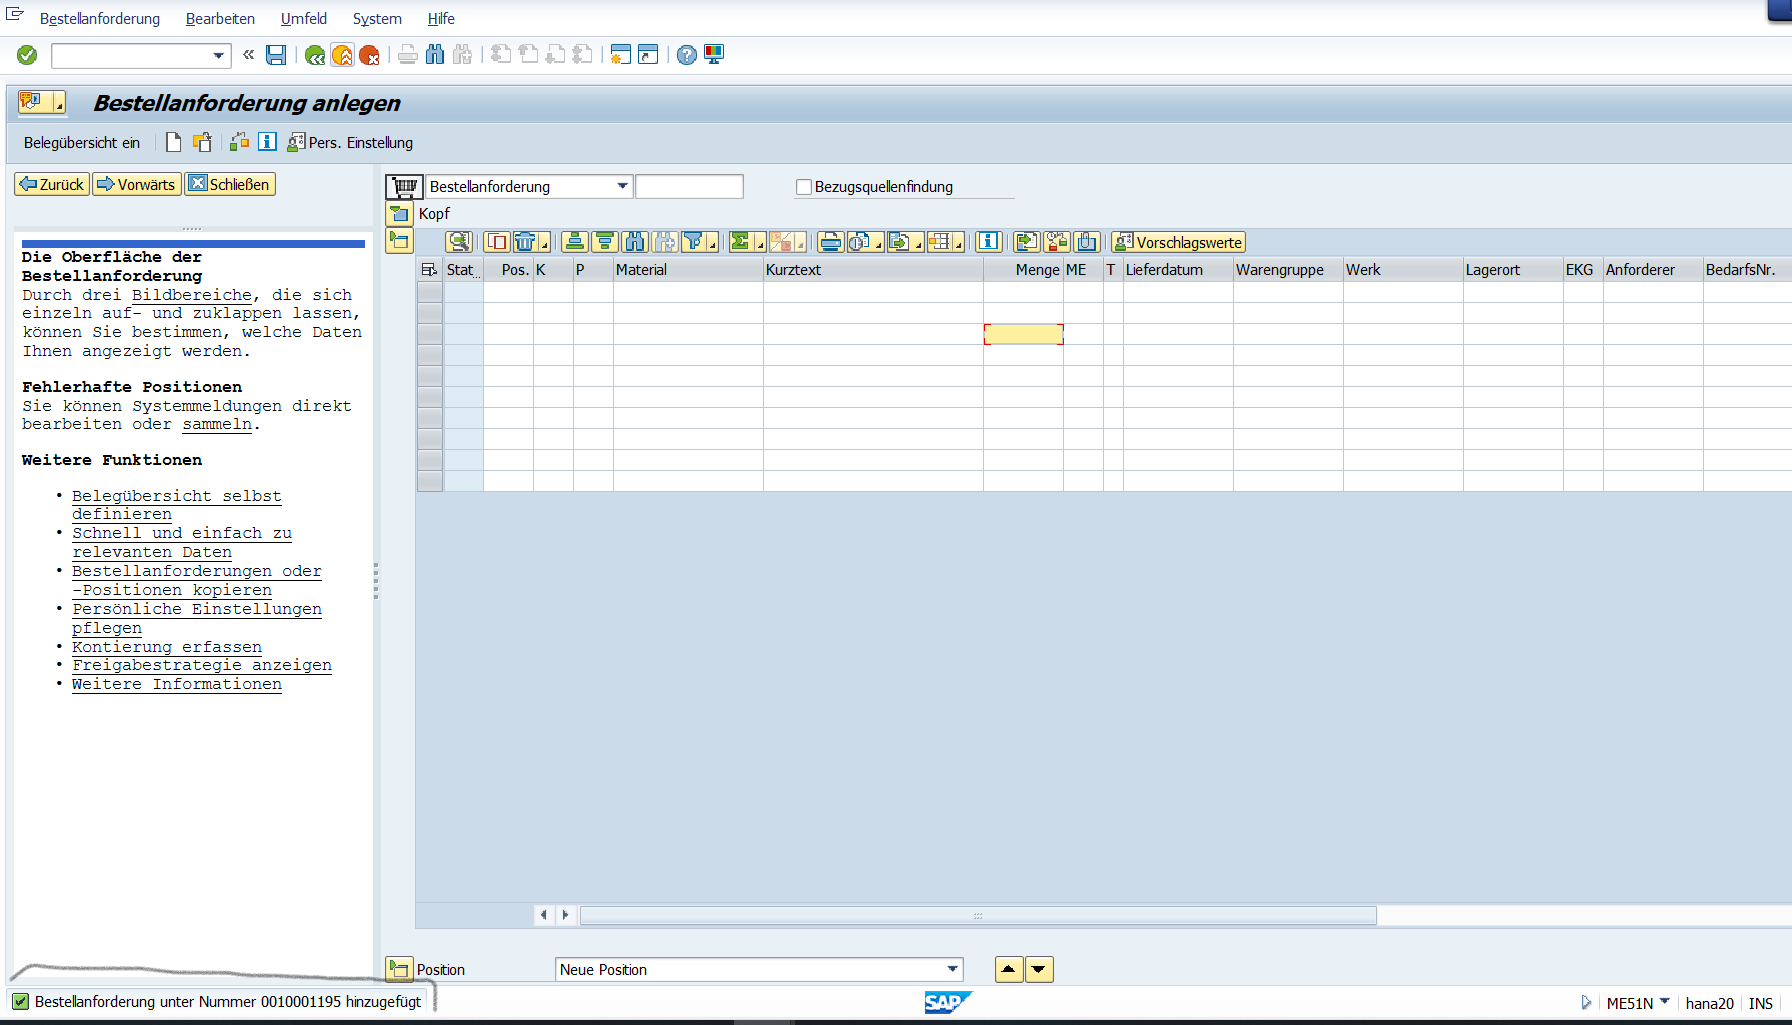 Bestellanforderung Bearbeiten Umfeld System Hilfe
Bestellanforderung anlegen
Belegübersicht ein Pers. Einstellung
Zurück Vorwärts Schließen
Bestellanforderung Bezugsquellenfindung
Kopf
Vorschlagswerte
Stat.. Pos. K P Material Kurztext Menge ME T Lieferdatum Warengruppe Werk Lagerort EKG Anforderer BedarfsNr.
Die Oberfläche der
Bestellanforderung
Durch drei Bildbereiche, die sich
einzeln auf- und zuklappen lassen,
können Sie bestimmen, welche Daten
Ihnen angezeigt werden.
Fehlerhafte Positionen
Sie können Systemmeldungen direkt
bearbeiten oder sammeln.
Weitere Funktionen
• Belegübersicht selbst
definieren
• Schnell und einfach zu
relevanten Daten
• Bestellanforderungen oder
-Positionen kopieren
• Persönliche Einstellungen
pflegen
• Kontierung erfassen
• Freigabestrategie anzeigen
• Weitere Informationen
Position Neue Position
Bestellanforderung unter Nummer 0010001195 hinzugefügt SAP ME51N hana20 INS